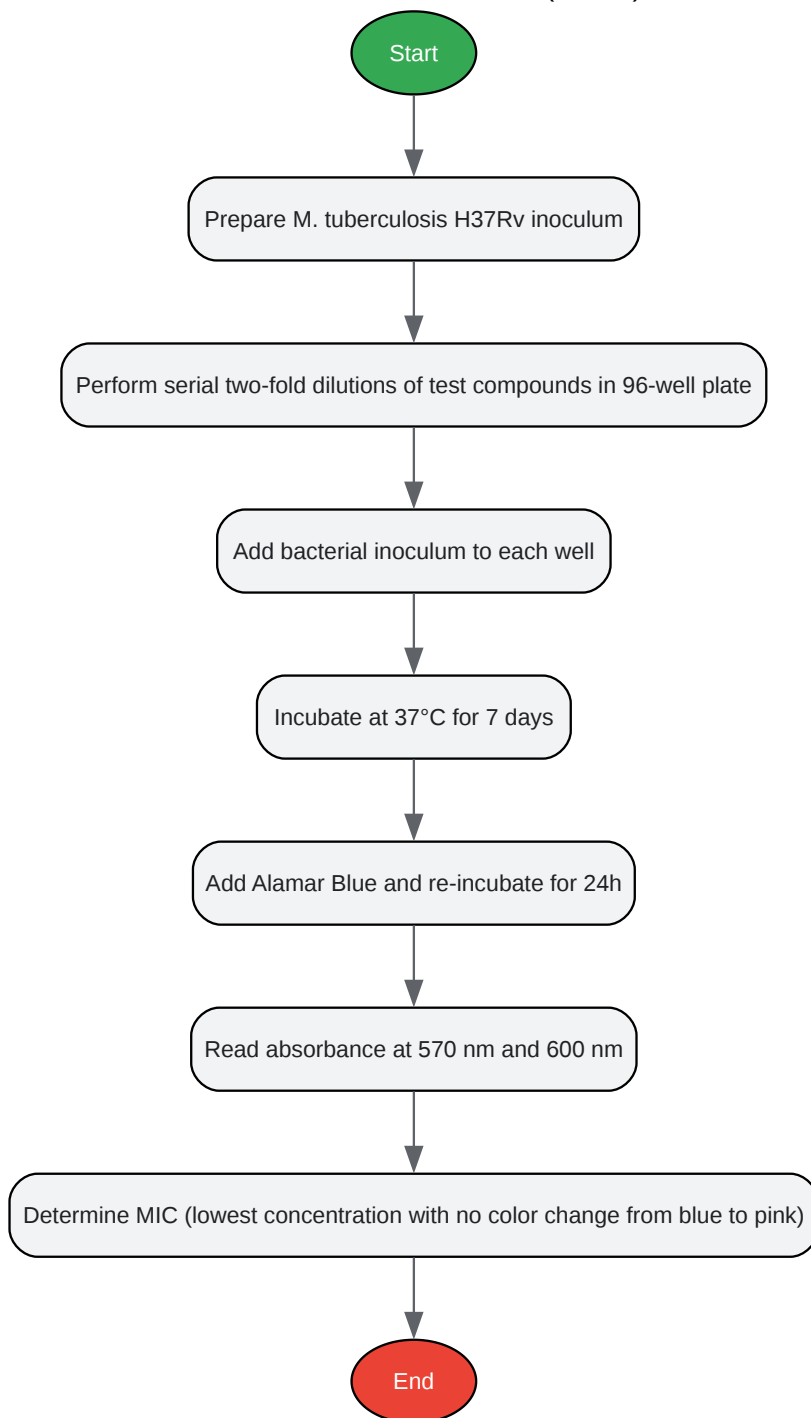 Start
Prepare M. tuberculosis H37Rv inoculum
Perform serial two-fold dilutions of test compounds in 96-well plate
Add bacterial inoculum to each well
Incubate at 37°C for 7 days
Add Alamar Blue and re-incubate for 24h
Read absorbance at 570 nm and 600 nm
Determine MIC (lowest concentration with no color change from blue to pink)
End